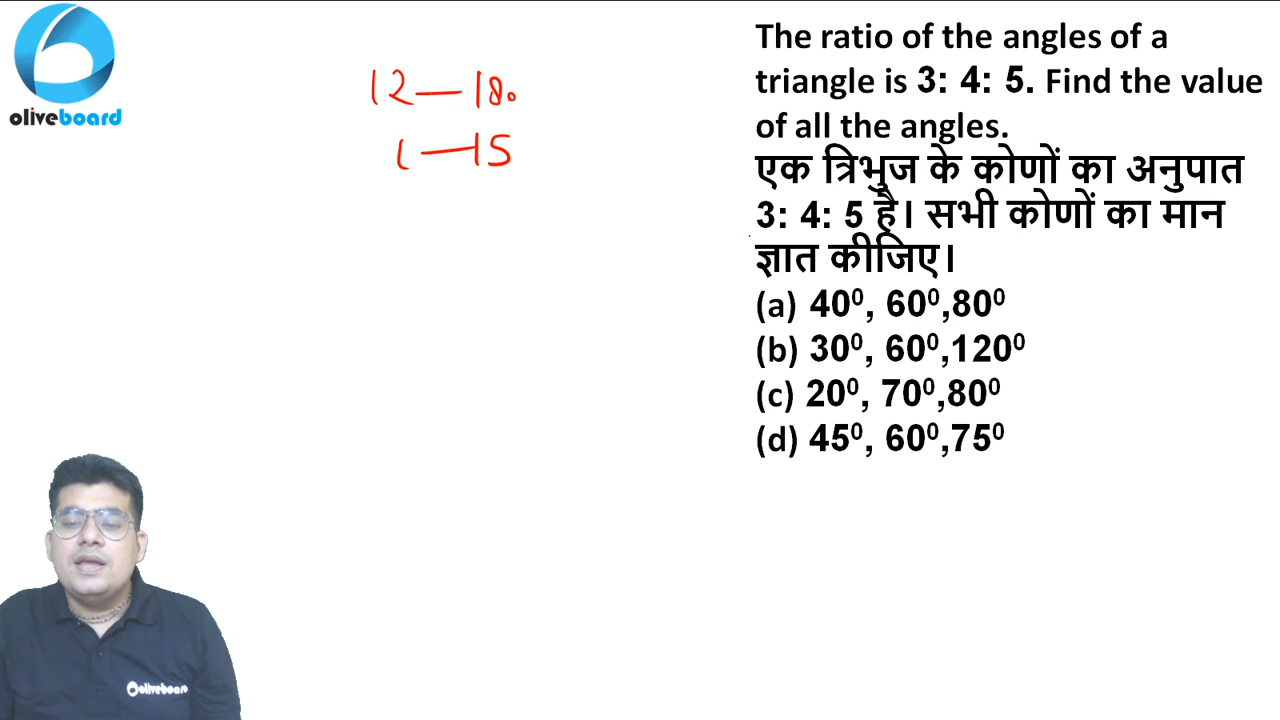 oliveboard
12 — 180
1 — 15
The ratio of the angles of a
triangle is 3: 4: 5. Find the value
of all the angles.
एक त्रिभुज के कोणों का अनुपात
3: 4: 5 है। सभी कोणों का मान
ज्ञात कीजिए।
(a) 40⁰, 60⁰,80⁰
(b) 30⁰, 60⁰,120⁰
(c) 20⁰, 70⁰,80⁰
(d) 45⁰, 60⁰,75⁰
oliveboard